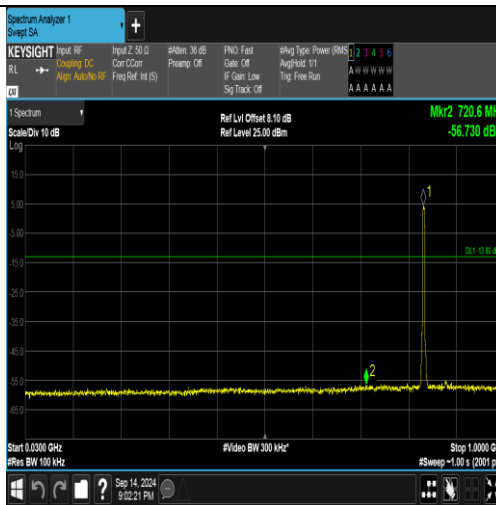 Spectrum Analyzer 1
Swept SA
+
KEYSIGHT
RL
Input: RF
Coupling: DC
Align: Auto/No RF
Input Z: 50 Ω
Corr CCorr
Freq Ref: Int (S)
#Atten: 36 dB
Preamp: Off
PNO: Fast
Gate: Off
IF Gain: Low
Sig Track: Off
#Avg Type: Power (RMS
Avg|Hold: 1/1
Trig: Free Run
1 2 3 4 5 6
A W W W W W
A A A A A A
LXI
1 Spectrum
Scale/Div 10 dB
Ref Lvl Offset 8.10 dB
Ref Level 25.00 dBm
Mkr2 720.6 MH
-56.730 dB
Log
15.0
5.00
-5.00
-15.0
-25.0
-35.0
-45.0
-55.0
-65.0
1
DL1 -13.00 d
2
Start 0.0300 GHz
#Video BW 300 kHz*
Stop 1.0000 G
#Res BW 100 kHz
#Sweep ~1.00 s (2001 p
?
Sep 14, 2024
9:02:21 PM